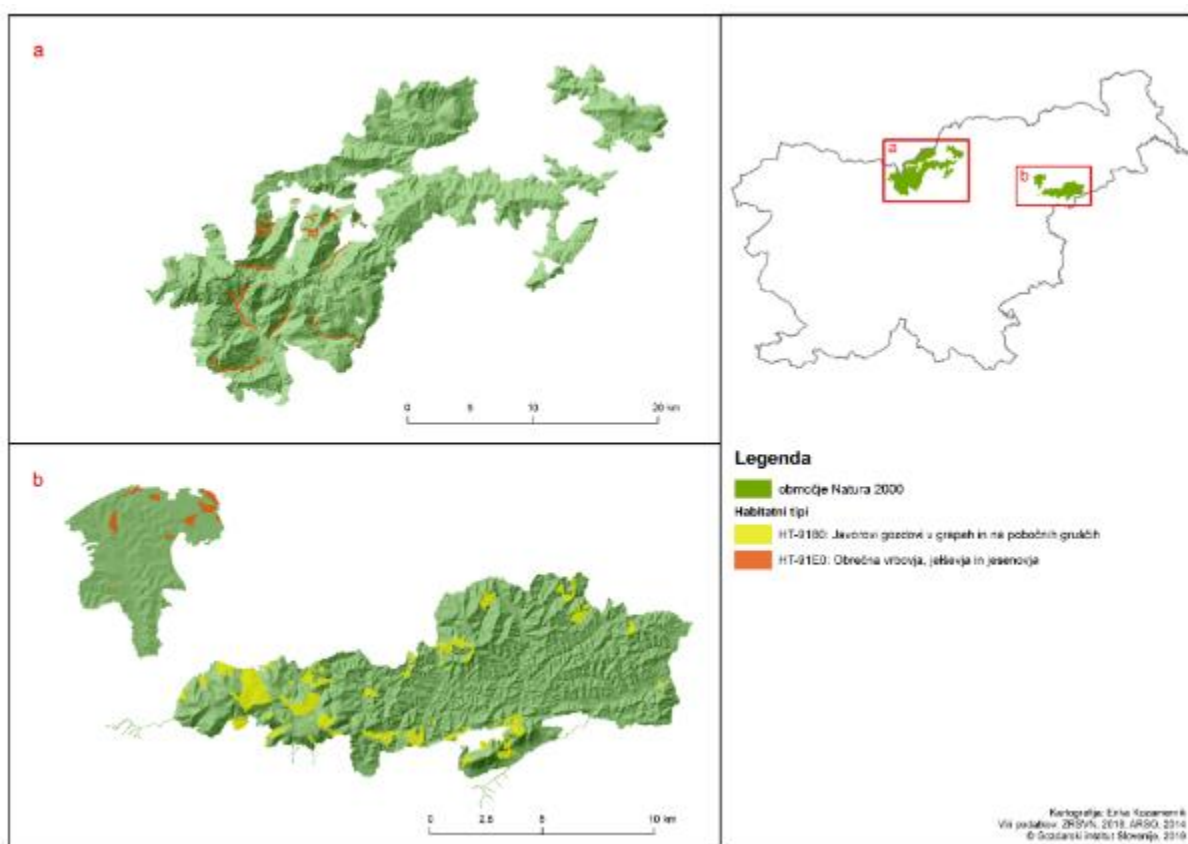 a
0 5 10 20 km
b
0 2.5 5 10 km
a
b
Legenda
območje Natura 2000
Habitatni tipi
HT-9180: Javorovi gozdovi v grapah in na pobočnih gruščih
HT-91E0: Obrečna vrbovja, jelševja in jesenovja
Kartografija: Erika Kozamernik
Viri podatkov: ZRSVN, 2018, ARSO, 2014
© Gozdarski inštitut Slovenije, 2019